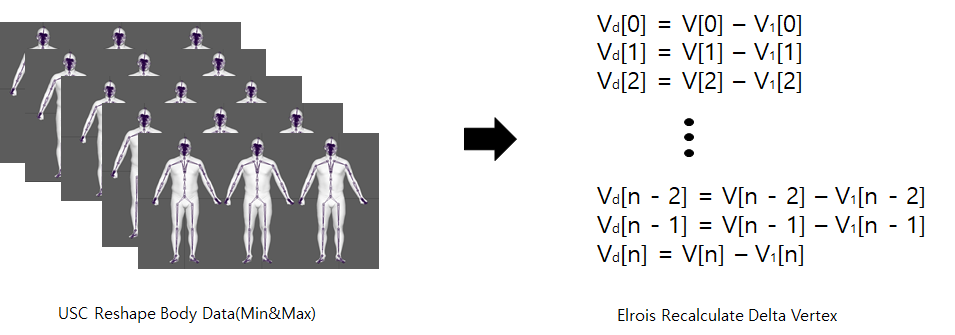 Vd[0] = V[0] – V1[0]
Vd[1] = V[1] – V1[1]
Vd[2] = V[2] – V1[2]
Vd[n - 2] = V[n - 2] – V1[n - 2]
Vd[n - 1] = V[n - 1] – V1[n - 1]
Vd[n] = V[n] – V1[n]
USC Reshape Body Data(Min&Max)
Elrois Recalculate Delta Vertex